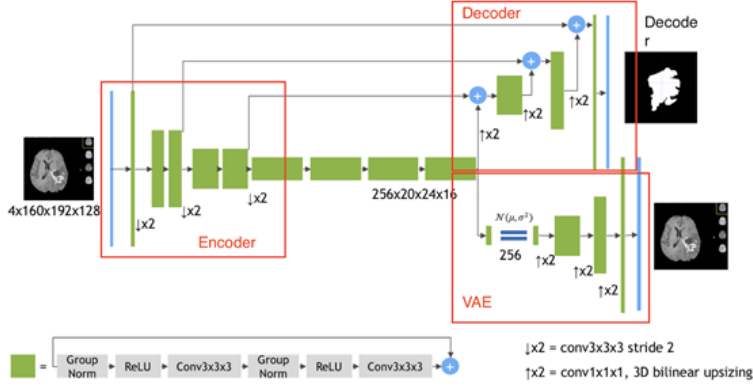 Decoder
Decode
r
↑x2
↑x2
↑x2
4x160x192x128
↓x2
↓x2
↓x2
256x20x24x16
Encoder
𝒩(μ,σ²)
256
↑x2
↑x2
↑x2
VAE
= Group Norm ReLU Conv3x3x3 Group Norm ReLU Conv3x3x3
↓x2 = conv3x3x3 stride 2
↑x2 = conv1x1x1, 3D bilinear upsizing